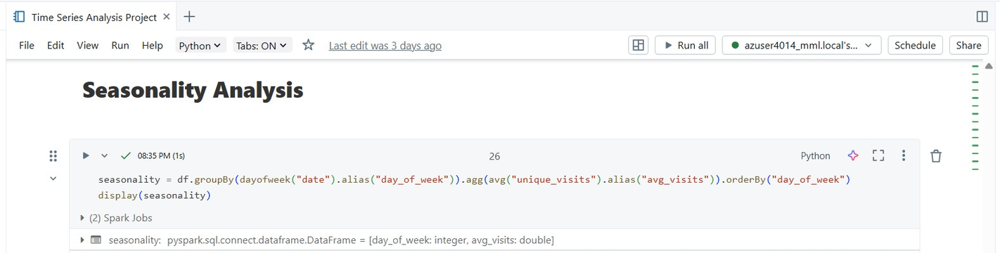 Time Series Analysis Project
File Edit View Run Help Python Tabs: ON Last edit was 3 days ago Run all azuser4014_mml.local's... Schedule Share
Seasonality Analysis
08:35 PM (1s) 26 Python
seasonality = df.groupBy(dayofweek("date").alias("day_of_week")).agg(avg("unique_visits").alias("avg_visits")).orderBy("day_of_week")
display(seasonality)
(2) Spark Jobs
seasonality: pyspark.sql.connect.dataframe.DataFrame = [day_of_week: integer, avg_visits: double]